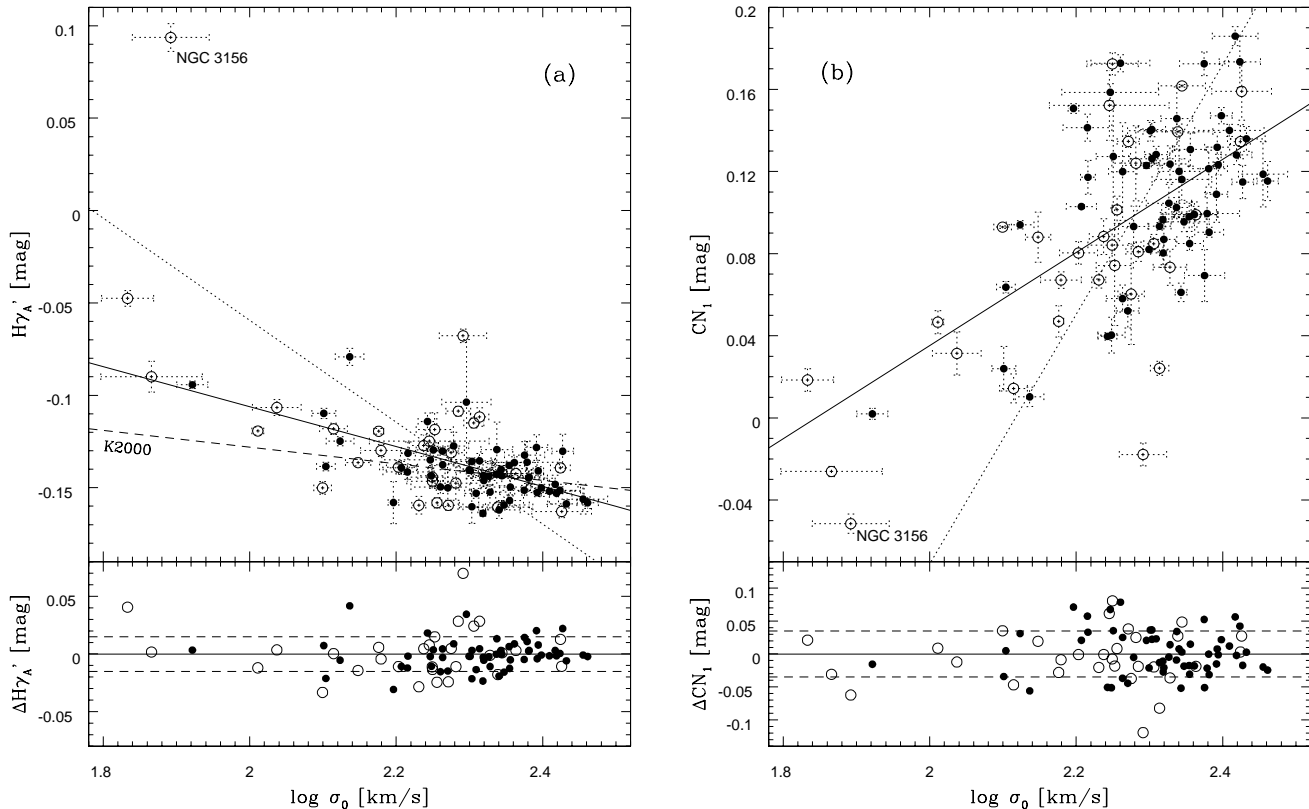 0.1
0.05
0
-0.05
-0.1
-0.15
Hγ_A' [mag]
NGC 3156
(a)
K2000
0.05
0
-0.05
ΔHγ_A' [mag]
1.8
2
2.2
2.4
log σ_0 [km/s]
0.2
0.16
0.12
0.08
0.04
0
-0.04
CN_1 [mag]
(b)
NGC 3156
0.1
0.05
0
-0.05
-0.1
ΔCN_1 [mag]
1.8
2
2.2
2.4
log σ_0 [km/s]